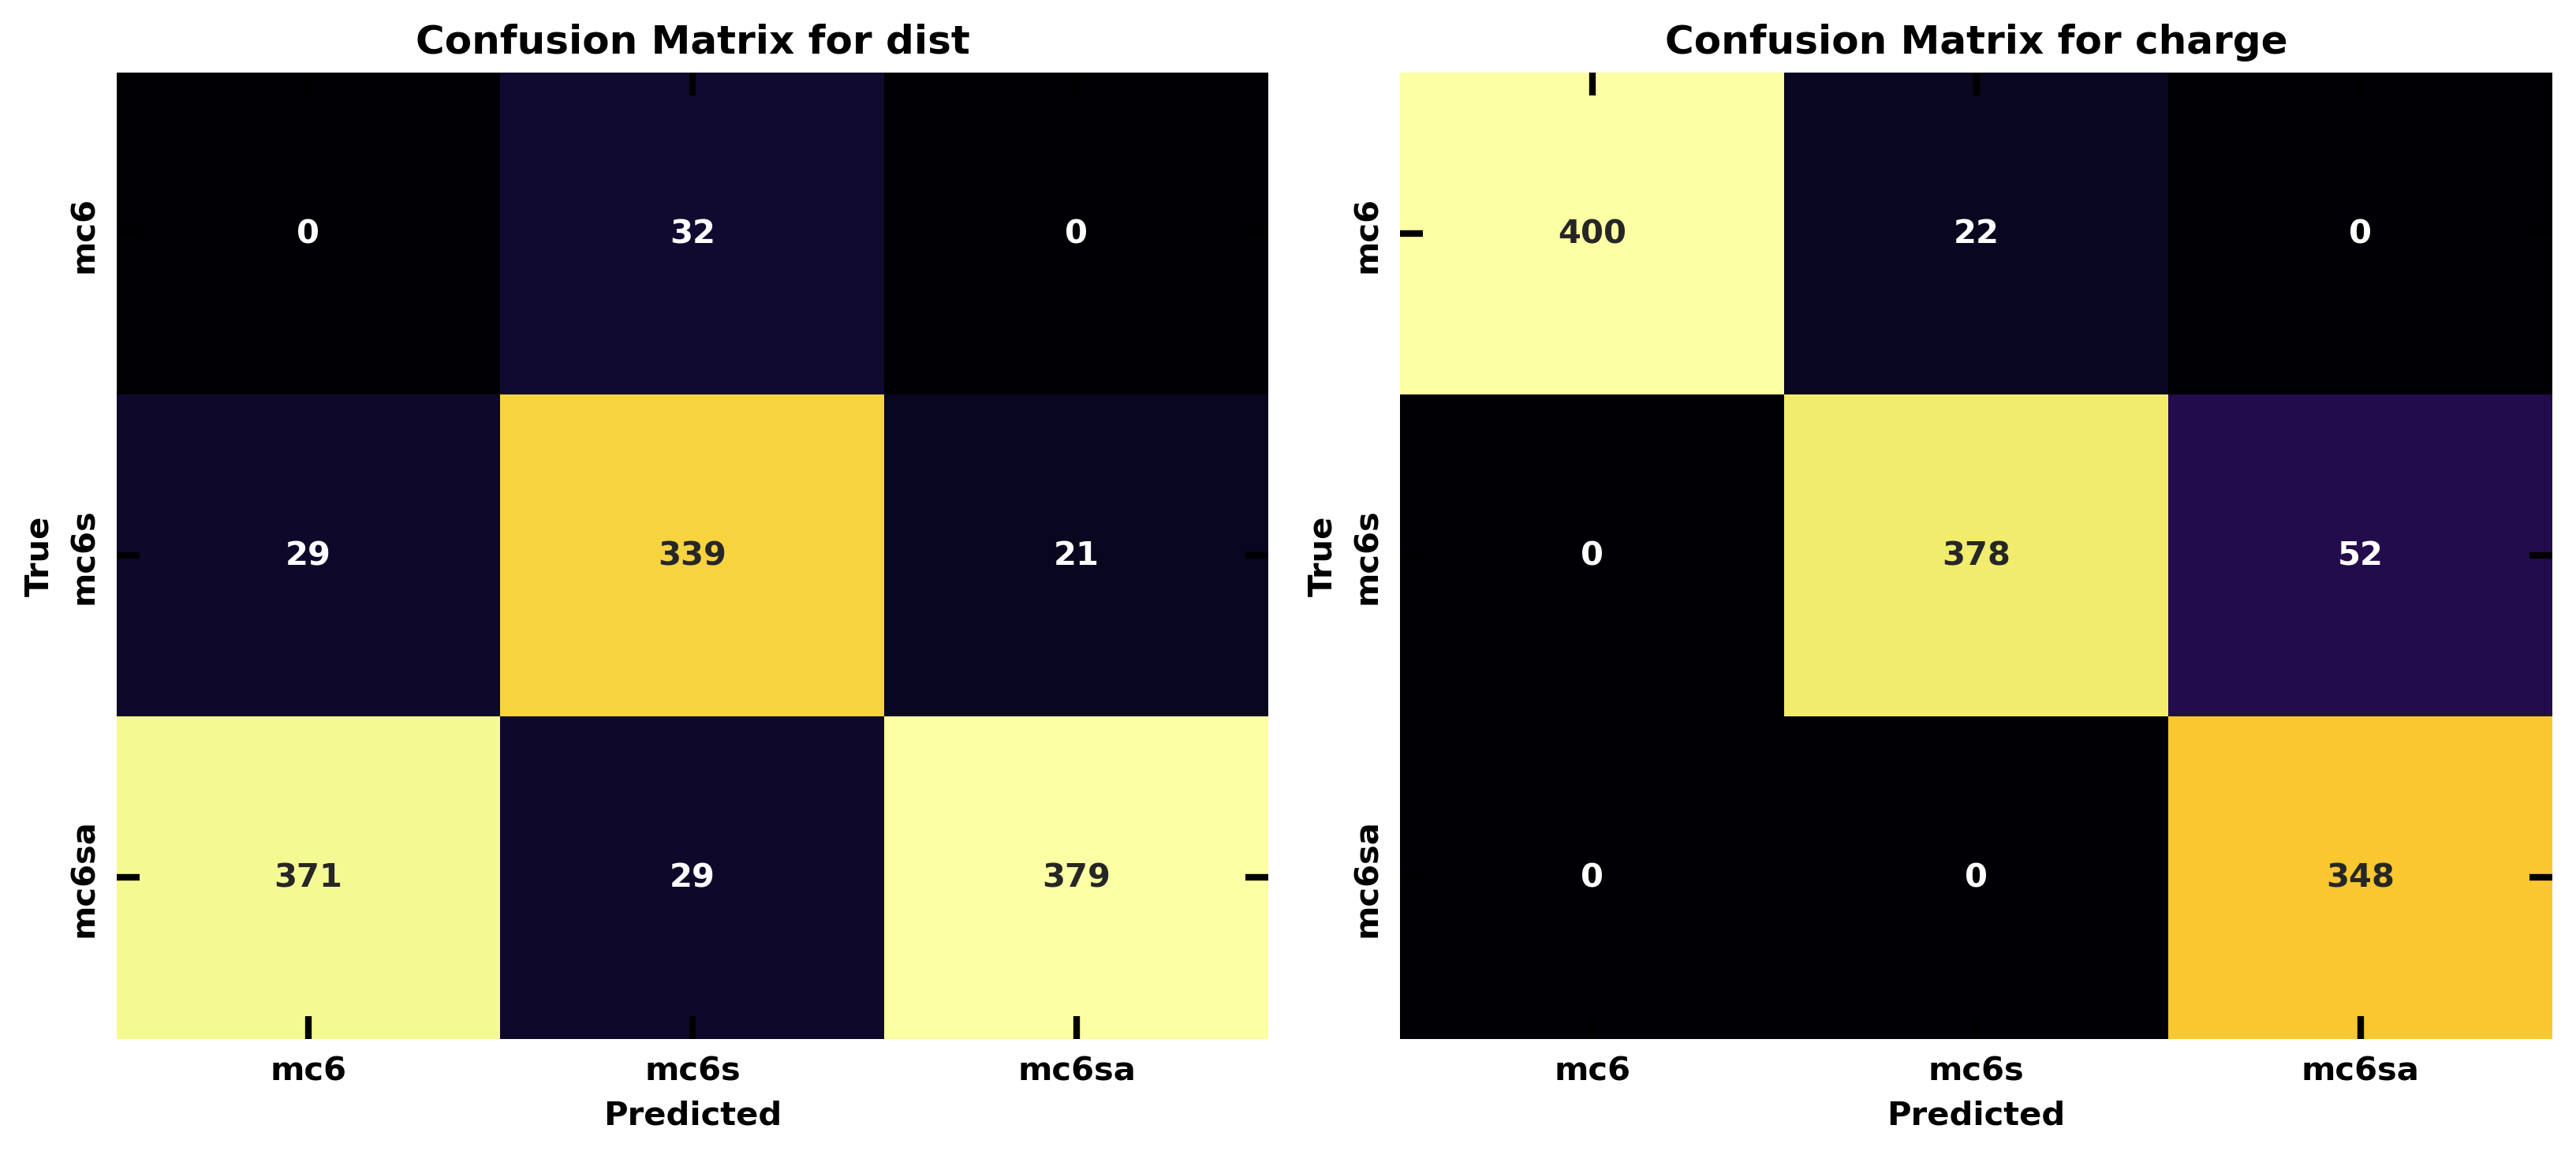 Confusion Matrix for dist
True
mc6
mc6s
mc6sa
0 32 0
29 339 21
371 29 379
mc6 mc6s mc6sa
Predicted
Confusion Matrix for charge
True
mc6
mc6s
mc6sa
400 22 0
0 378 52
0 0 348
mc6 mc6s mc6sa
Predicted